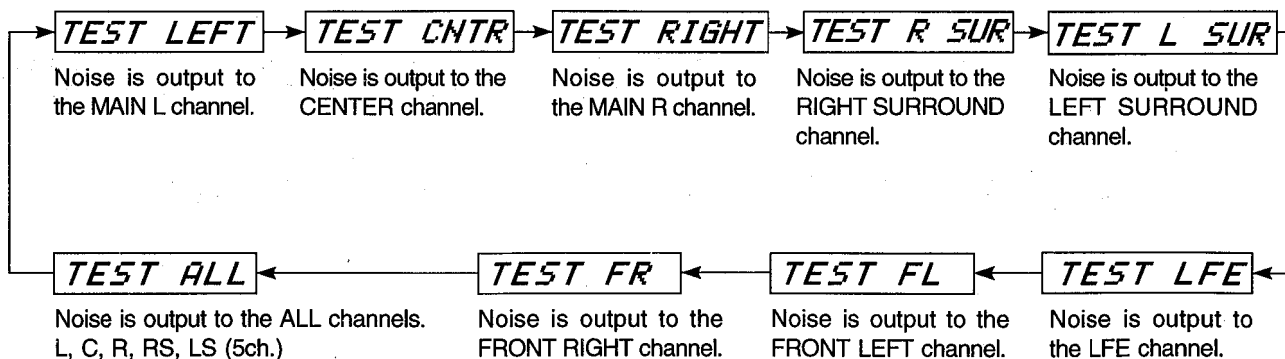 TEST LEFT
TEST CNTR
TEST RIGHT
TEST R SUR
TEST L SUR
Noise is output to
the MAIN L channel.
Noise is output to the
CENTER channel.
Noise is output to
the MAIN R channel.
Noise is output to the
RIGHT SURROUND
channel.
Noise is output to the
LEFT SURROUND
channel.
TEST ALL
TEST FR
TEST FL
TEST LFE
Noise is output to the ALL channels.
L, C, R, RS, LS (5ch.)
Noise is output to the
FRONT RIGHT channel.
Noise is output to the
FRONT LEFT channel.
Noise is output to
the LFE channel.